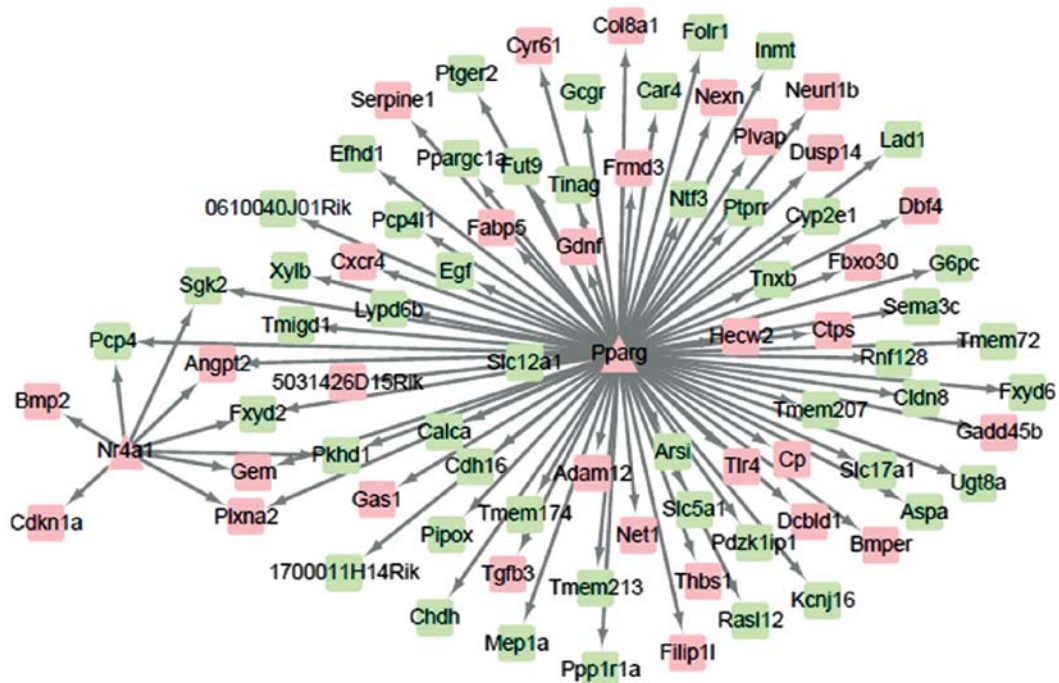 Col8a1
Folr1
Cyr61
Inmt
Ptger2
Gcgr
Car4
Nexn
Neurl1b
Serpine1
Plvap
Lad1
Efhd1
Ppargc1a
Fut9
Tinag
Frmd3
Dusp14
Ntf3
Ptprr
Dbf4
0610040J01Rik
Pcp4l1
Fabp5
Gdnf
Cyp2e1
Xylb
Cxcr4
Egf
Tnxb
Fbxo30
G6pc
Sgk2
Lypd6b
Sema3c
Tmigd1
Hecw2
Ctps
Pcp4
Angpt2
Slc12a1
Pparg
Rnf128
Tmem72
5031426D15Rik
Bmp2
Fxyd2
Tmem207
Cldn8
Fxyd6
Calca
Gadd45b
Nr4a1
Gem
Pkhd1
Cdh16
Adam12
Arsi
Tlr4
Cp
Slc17a1
Ugt8a
Cdkn1a
Plxna2
Gas1
Tmem174
Slc5a1
Dcbld1
Aspa
Pipox
Net1
Pdzk1ip1
Bmper
1700011H14Rik
Tgfb3
Tmem213
Thbs1
Kcnj16
Chdh
Rasl12
Mep1a
Ppp1r1a
Filip1l